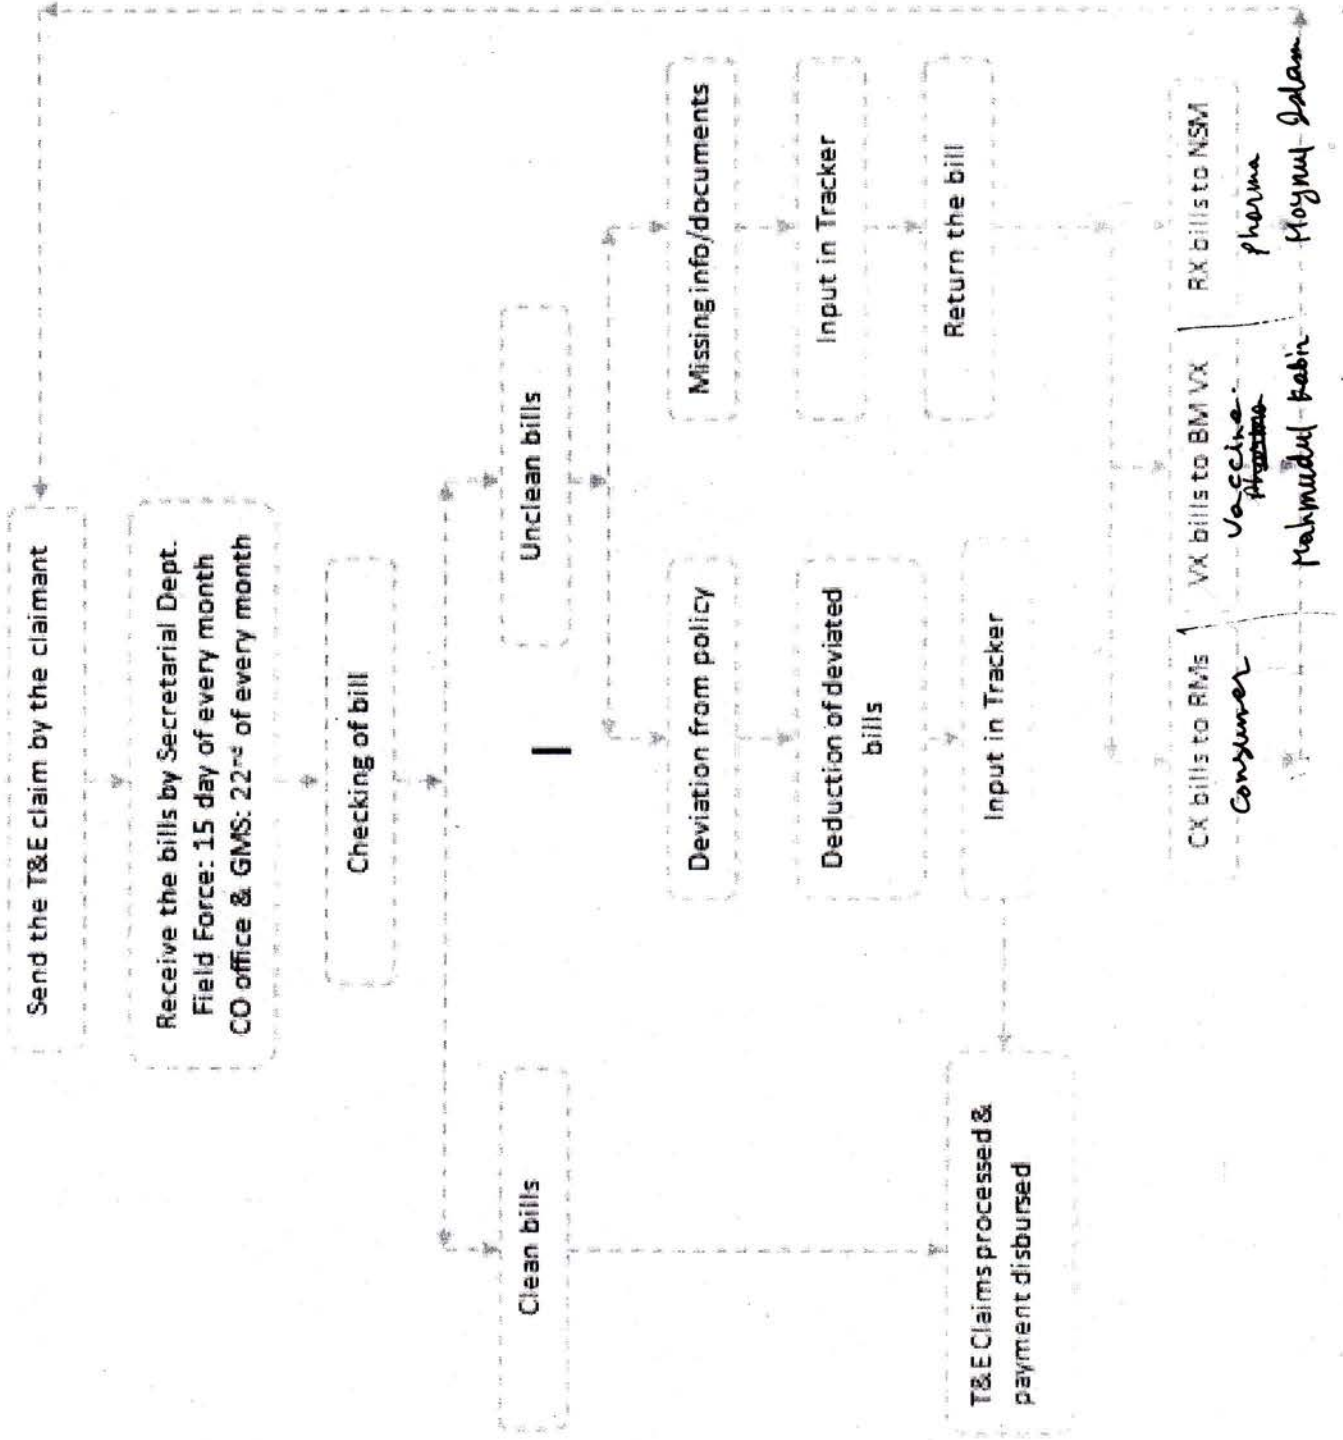 Send the T&E claim by the claimant
Receive the bills by Secretarial Dept.
Field Force: 15 day of every month
CO office & GMS: 22nd of every month
Checking of bill
Clean bills
Unclean bills
Deviation from policy
Missing info/documents
Deduction of deviated
bills
Input in Tracker
Input in Tracker
Return the bill
T&E Claims processed &
payment disbursed
CX bills to RMs
VX bills to BM VX
RX bills to NSM
Consumer
Vaccine
pharma
Mahmudul kabir
Moynul Islam